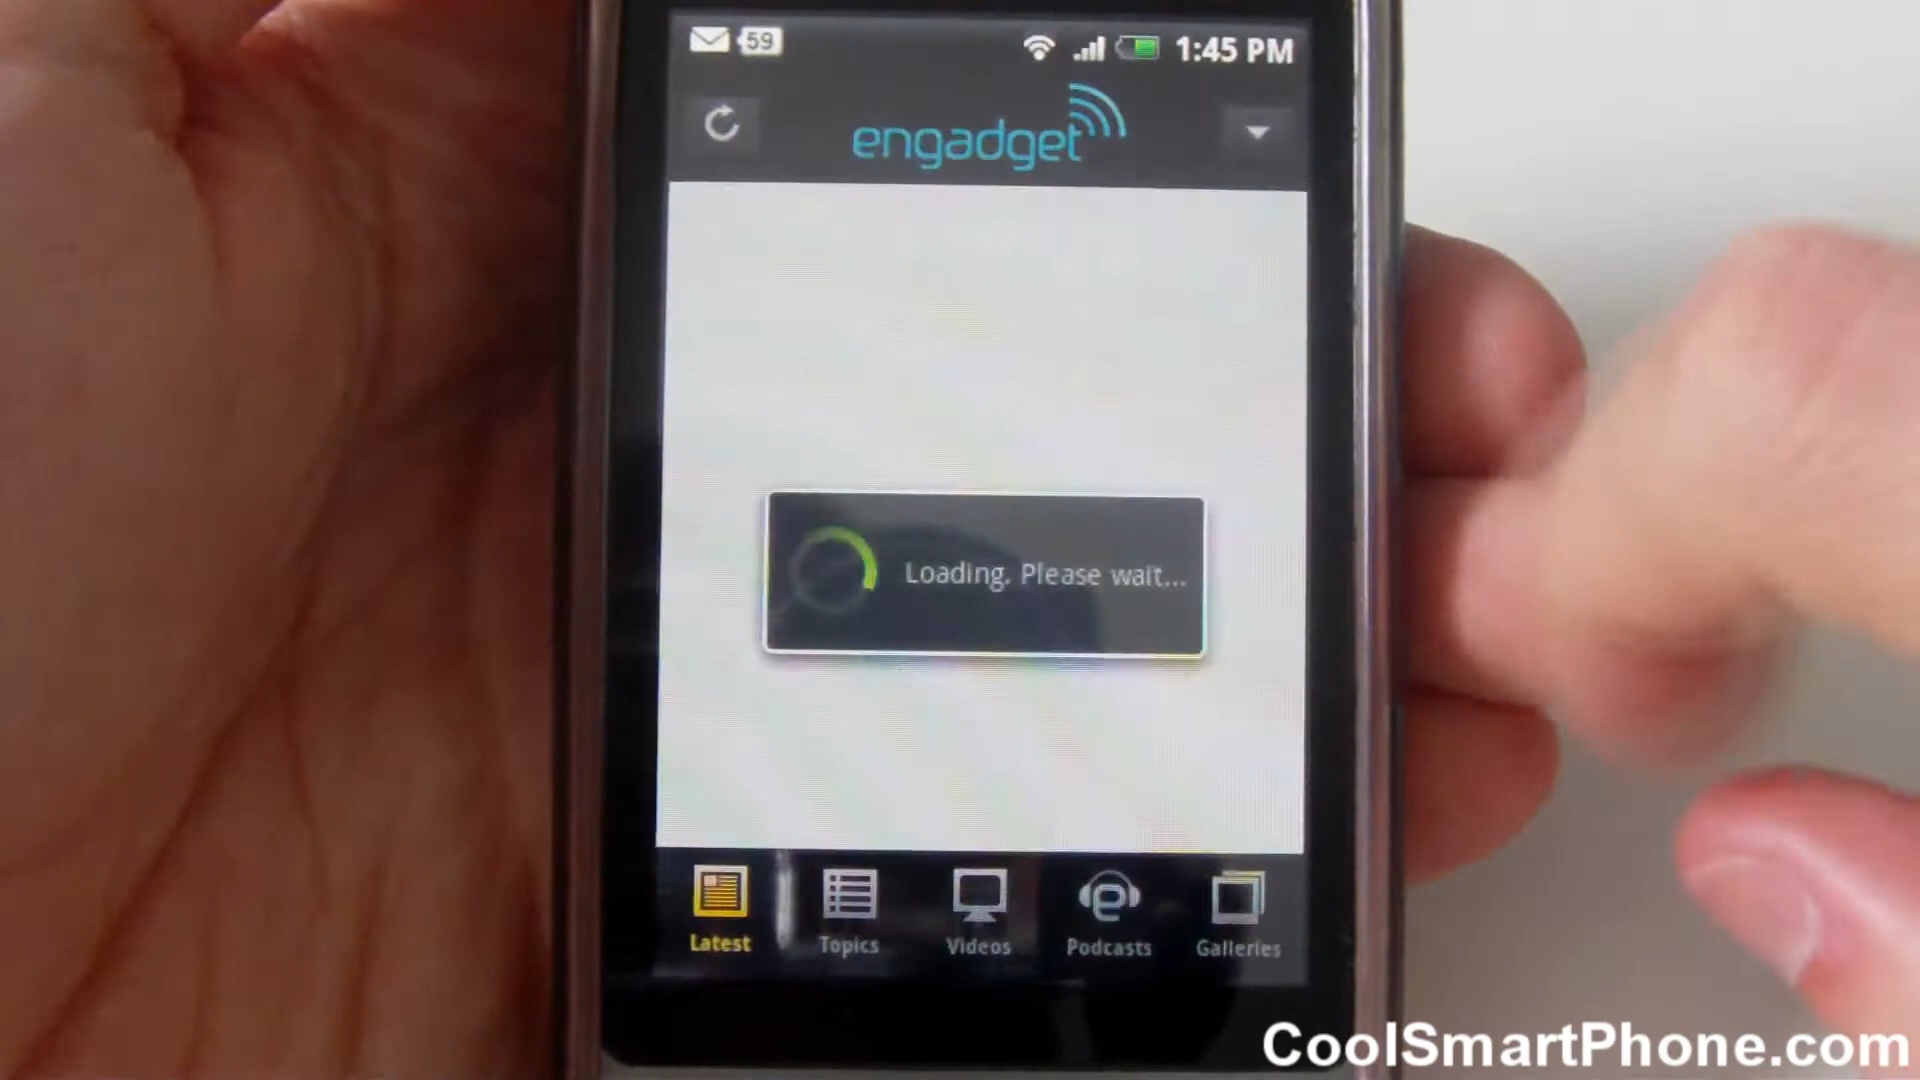 59 1:45 PM
engadget
Loading. Please wait...
Latest Topics Videos Podcasts Galleries
CoolSmartPhone.com